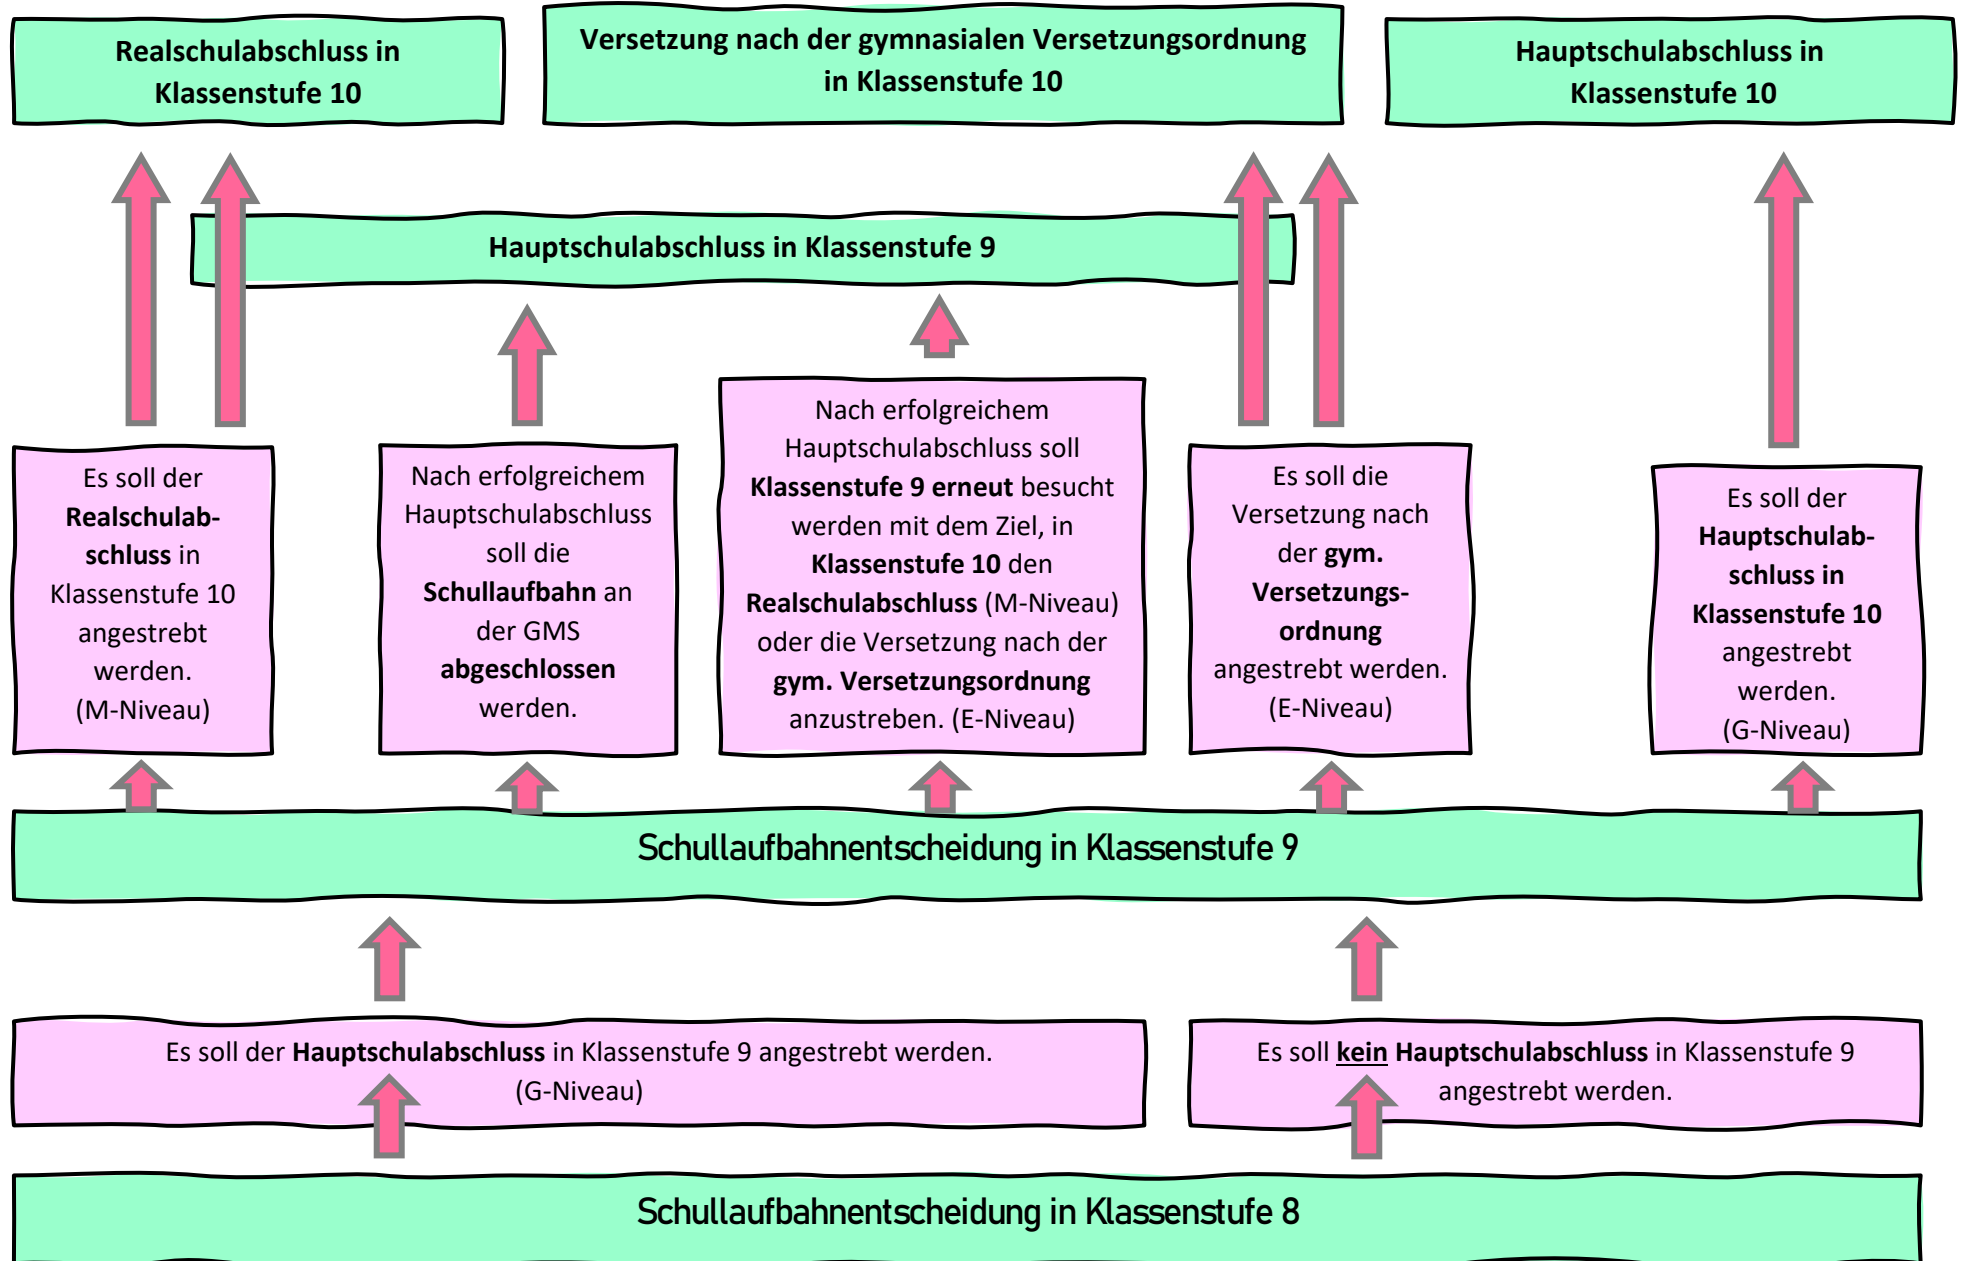 Realschulabschluss in
Klassenstufe 10
Versetzung nach der gymnasialen Versetzungsordnung
in Klassenstufe 10
Hauptschulabschluss in
Klassenstufe 10
Hauptschulabschluss in Klassenstufe 9
Es soll der
Realschulab-
schluss in
Klassenstufe 10
angestrebt
werden.
(M-Niveau)
Nach erfolgreichem
Hauptschulabschluss
soll die
Schullaufbahn an
der GMS
abgeschlossen
werden.
Nach erfolgreichem
Hauptschulabschluss soll
Klassenstufe 9 erneut besucht
werden mit dem Ziel, in
Klassenstufe 10 den
Realschulabschluss (M-Niveau)
oder die Versetzung nach der
gym. Versetzungsordnung
anzustreben. (E-Niveau)
Es soll die
Versetzung nach
der gym.
Versetzungs-
ordnung
angestrebt werden.
(E-Niveau)
Es soll der
Hauptschulab-
schluss in
Klassenstufe 10
angestrebt
werden.
(G-Niveau)
Schullaufbahnentscheidung in Klassenstufe 9
Es soll der Hauptschulabschluss in Klassenstufe 9 angestrebt werden.
(G-Niveau)
Es soll kein Hauptschulabschluss in Klassenstufe 9
angestrebt werden.
Schullaufbahnentscheidung in Klassenstufe 8